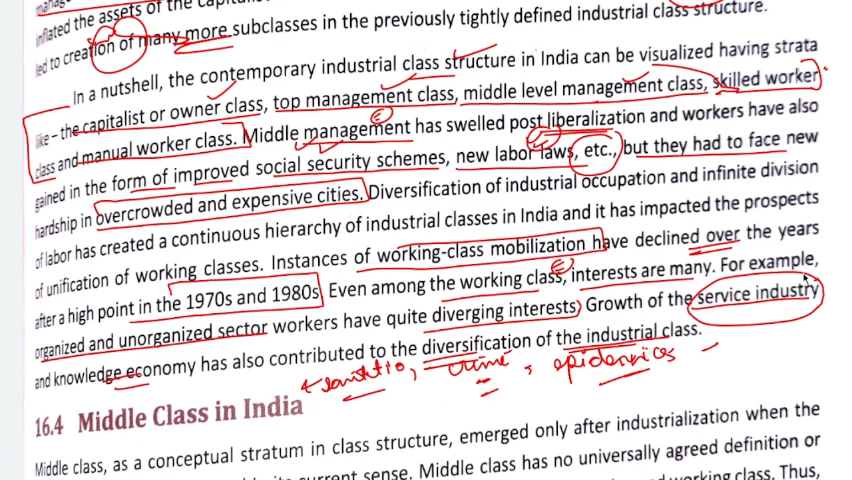 inflated the assets of the
led to creation of many more subclasses in the previously tightly defined industrial class structure.
In a nutshell, the contemporary industrial class structure in India can be visualized having strata
like – the capitalist or owner class, top management class, middle level management class, skilled worker
class and manual worker class. Middle management has swelled post liberalization and workers have also
gained in the form of improved social security schemes, new labor laws, etc., but they had to face new
hardship in overcrowded and expensive cities. Diversification of industrial occupation and infinite division
of labor has created a continuous hierarchy of industrial classes in India and it has impacted the prospects
of unification of working classes. Instances of working-class mobilization have declined over the years
after a high point in the 1970s and 1980s. Even among the working class, interests are many. For example,
organized and unorganized sector workers have quite diverging interests. Growth of the service industry
and knowledge economy has also contributed to the diversification of the industrial class.
crime, epidemics
16.4 Middle Class in India
Middle class, as a conceptual stratum in class structure, emerged only after industrialization when the
current sense. Middle class has no universally agreed definition or
working class. Thus,